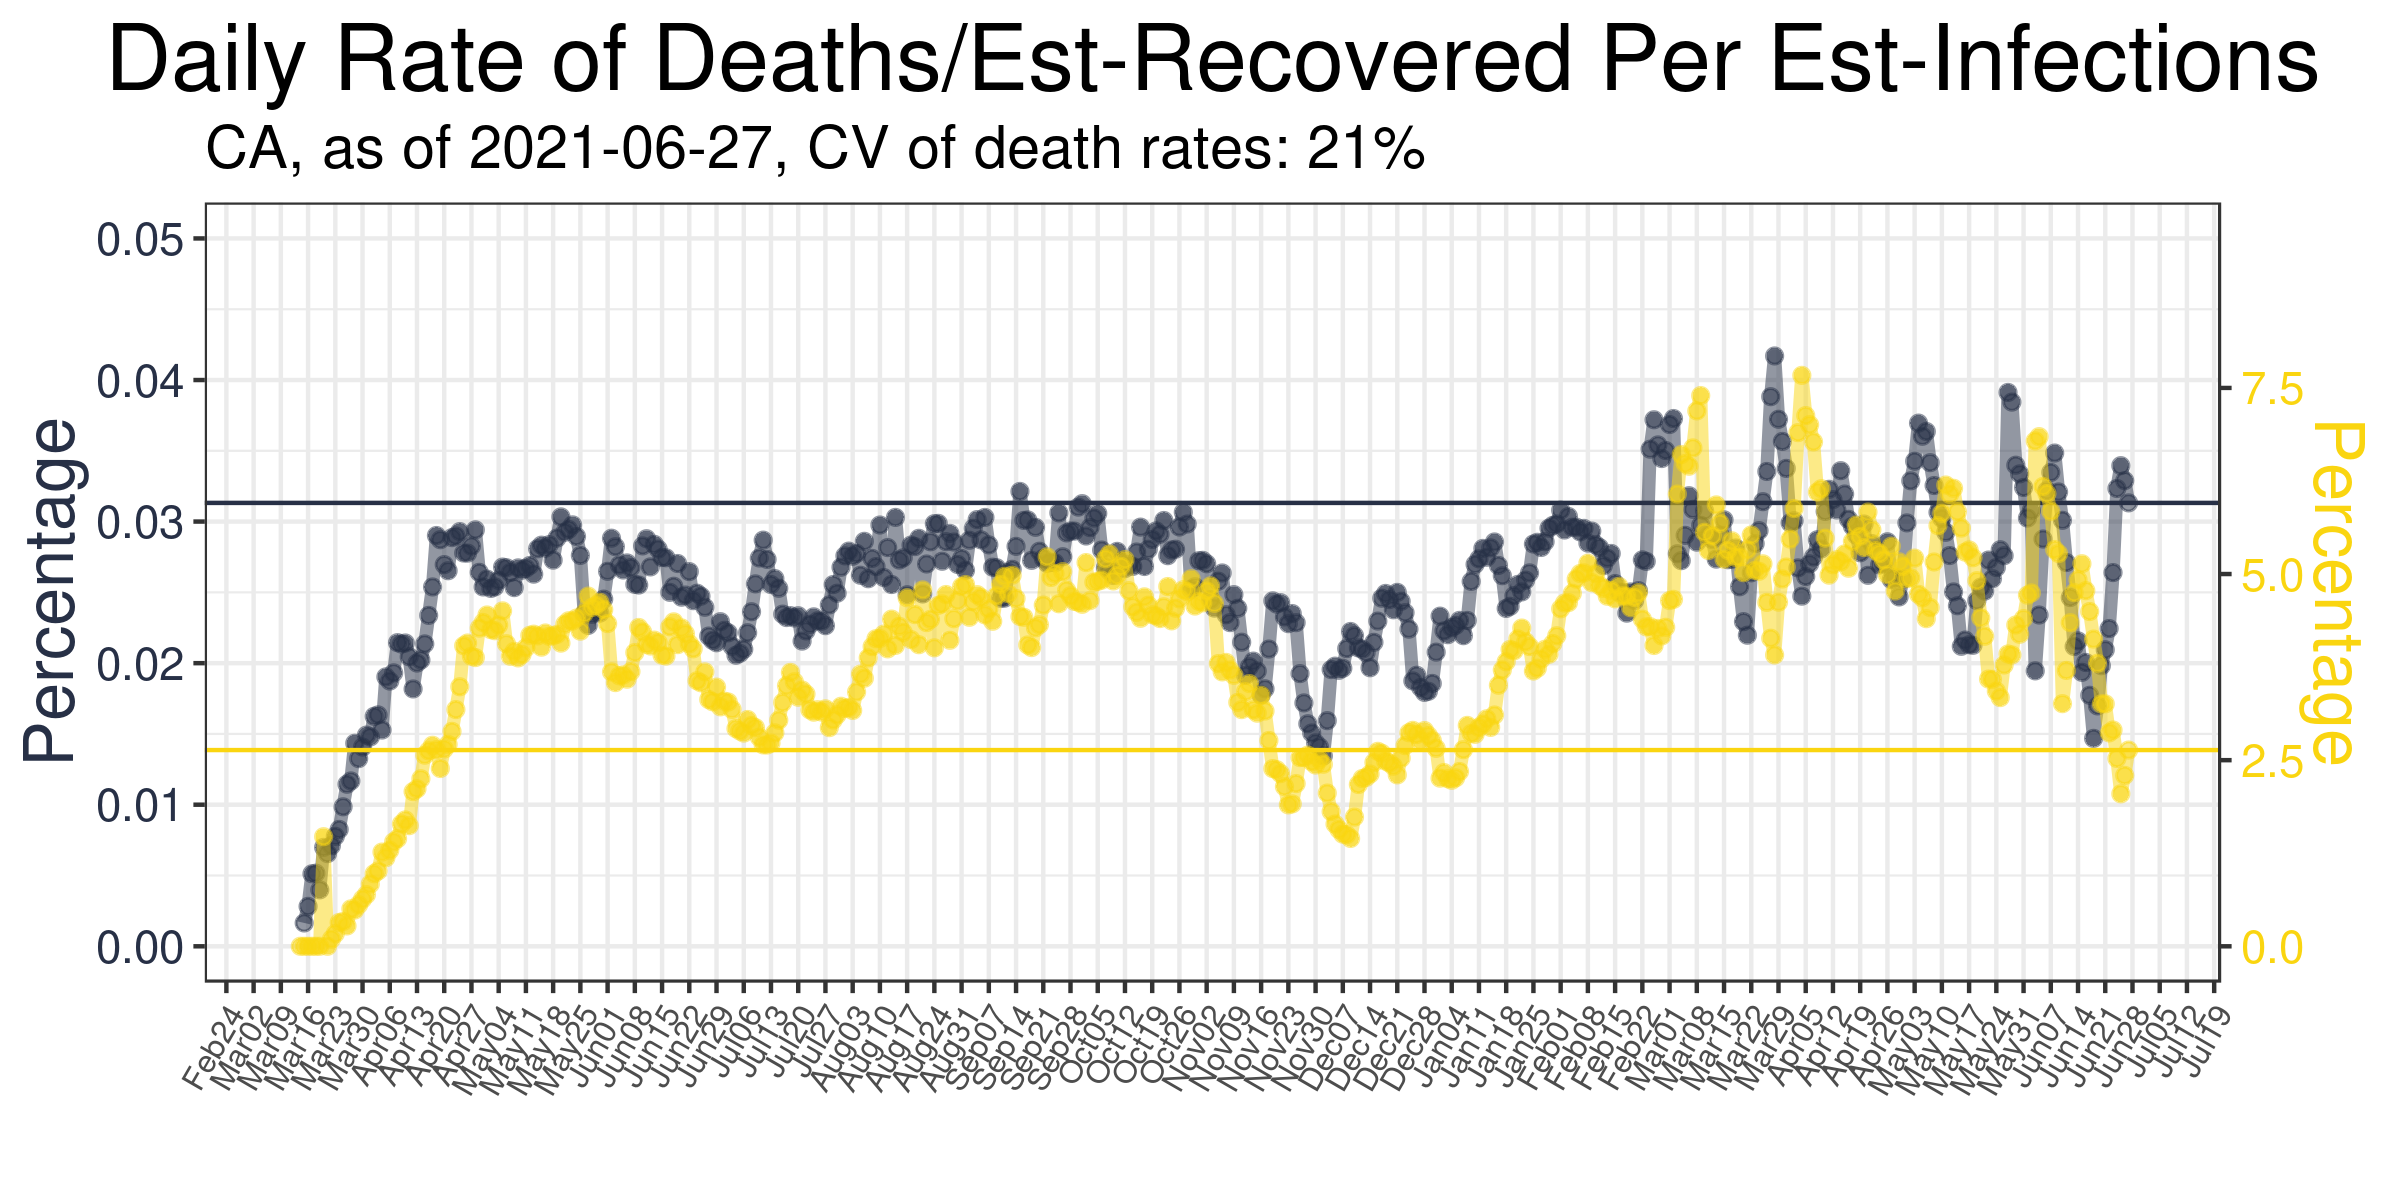 Daily Rate of Deaths/Est-Recovered Per Est-Infections
CA, as of 2021-06-27, CV of death rates: 21%
Percentage
0.05
0.04
0.03
0.02
0.01
0.00
7.5
5.0
2.5
0.0
Percentage
Feb24
Mar02
Mar09
Mar16
Mar23
Mar30
Apr06
Apr13
Apr20
Apr27
May04
May11
May18
May25
Jun01
Jun08
Jun15
Jun22
Jun29
Jul06
Jul13
Jul20
Jul27
Aug03
Aug10
Aug17
Aug24
Aug31
Sep07
Sep14
Sep21
Sep28
Oct05
Oct12
Oct19
Oct26
Nov02
Nov09
Nov16
Nov23
Nov30
Dec07
Dec14
Dec21
Dec28
Jan04
Jan11
Jan18
Jan25
Feb01
Feb08
Feb15
Feb22
Mar01
Mar08
Mar15
Mar22
Mar29
Apr05
Apr12
Apr19
Apr26
May03
May10
May17
May24
May31
Jun07
Jun14
Jun21
Jun28
Jul05
Jul12
Jul19